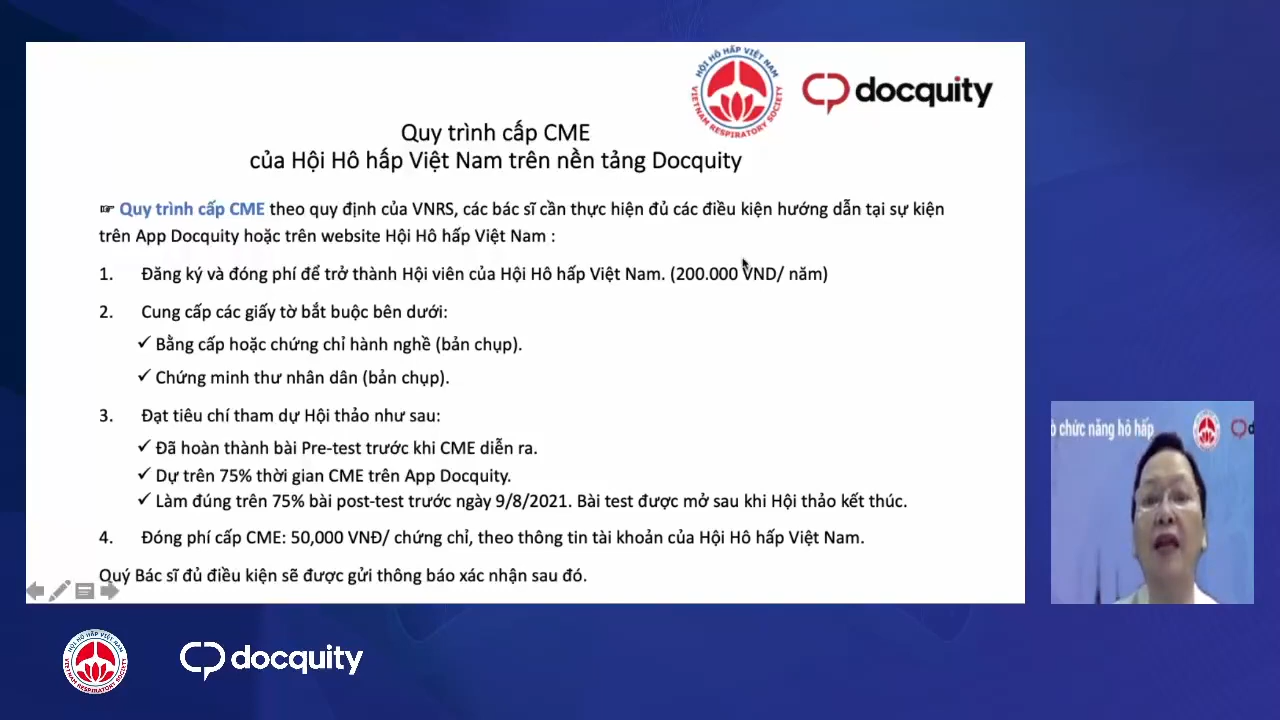 HỘI HÔ HẤP VIỆT NAM
VIETNAM RESPIRATORY SOCIETY
docquity
Quy trình cấp CME
của Hội Hô hấp Việt Nam trên nền tảng Docquity
☞ Quy trình cấp CME theo quy định của VNRS, các bác sĩ cần thực hiện đủ các điều kiện hướng dẫn tại sự kiện
trên App Docquity hoặc trên website Hội Hô hấp Việt Nam :
1. Đăng ký và đóng phí để trở thành Hội viên của Hội Hô hấp Việt Nam. (200.000 VND/ năm)
2. Cung cấp các giấy tờ bắt buộc bên dưới:
✓ Bằng cấp hoặc chứng chỉ hành nghề (bản chụp).
✓ Chứng minh thư nhân dân (bản chụp).
3. Đạt tiêu chí tham dự Hội thảo như sau:
✓ Đã hoàn thành bài Pre-test trước khi CME diễn ra.
✓ Dự trên 75% thời gian CME trên App Docquity.
✓ Làm đúng trên 75% bài post-test trước ngày 9/8/2021. Bài test được mở sau khi Hội thảo kết thúc.
4. Đóng phí cấp CME: 50,000 VNĐ/ chứng chỉ, theo thông tin tài khoản của Hội Hô hấp Việt Nam.
Quý Bác sĩ đủ điều kiện sẽ được gửi thông báo xác nhận sau đó.
chức năng hô hấp
HỘI HÔ HẤP VIỆT NAM
VIETNAM RESPIRATORY SOCIETY
docquity